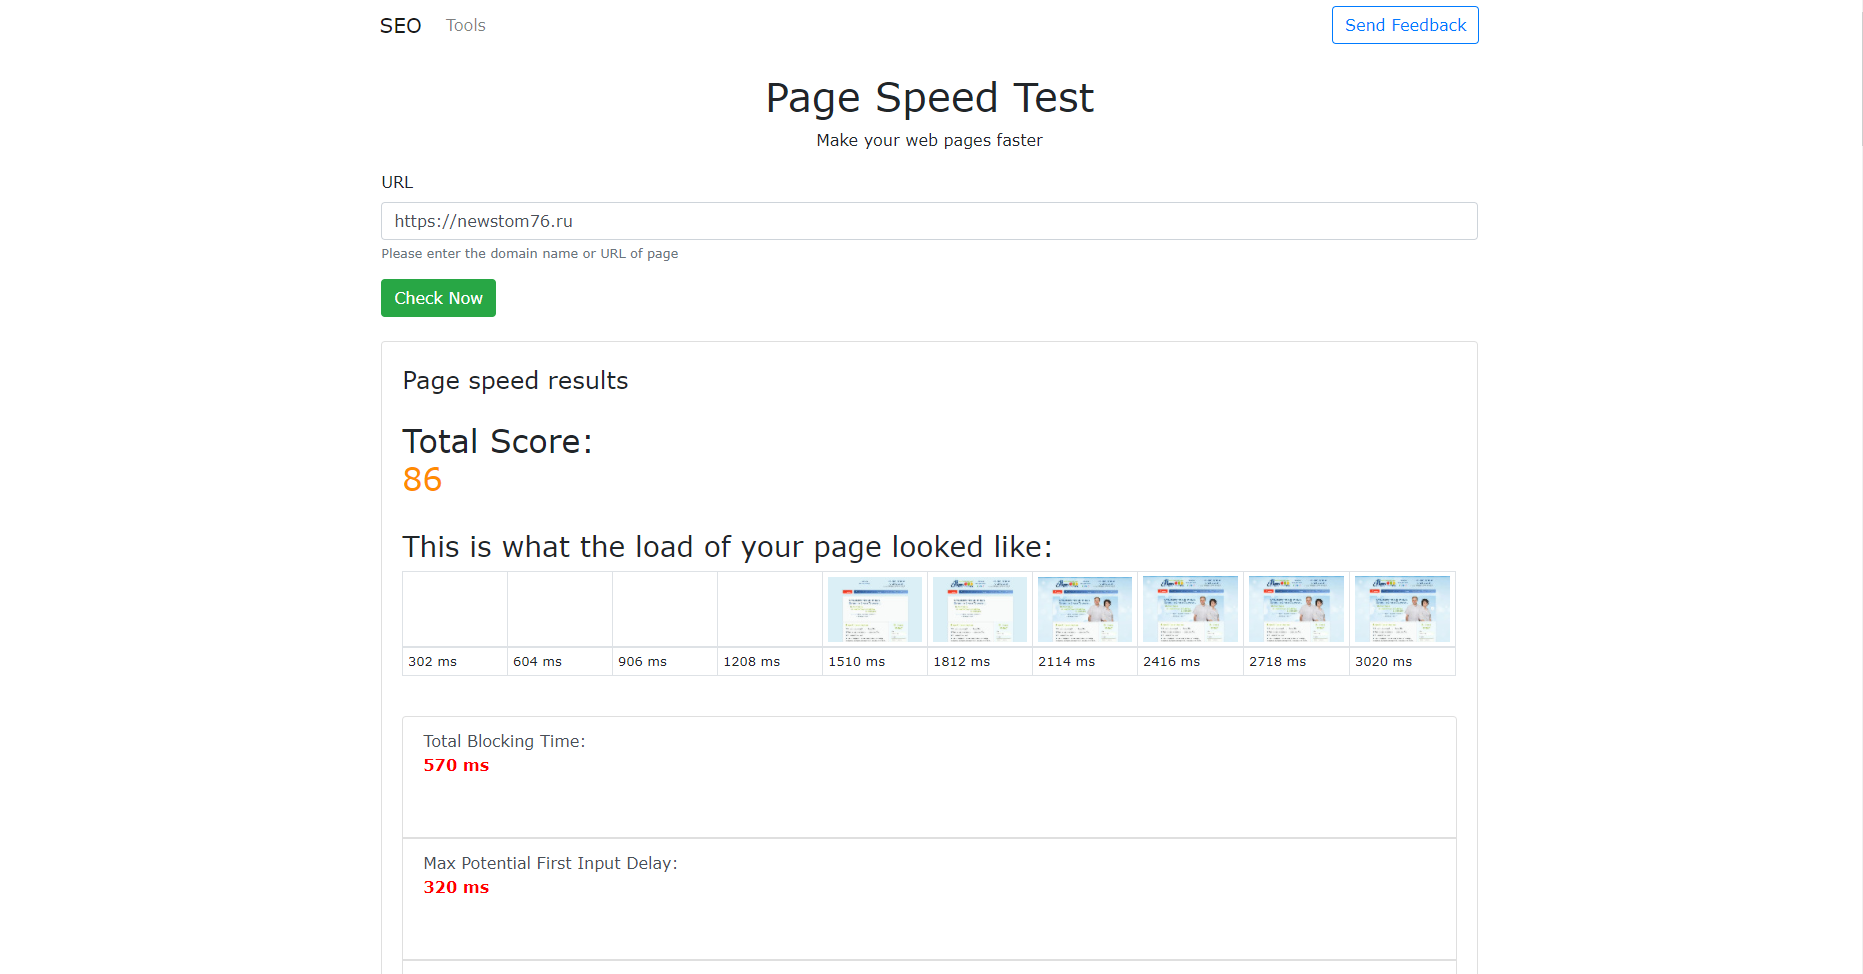 SEO Tools Send Feedback
Page Speed Test
Make your web pages faster
URL
https://newstom76.ru
Please enter the domain name or URL of page
Check Now
Page speed results
Total Score:
86
This is what the load of your page looked like:
302 ms 604 ms 906 ms 1208 ms 1510 ms 1812 ms 2114 ms 2416 ms 2718 ms 3020 ms
Total Blocking Time:
570 ms
Max Potential First Input Delay:
320 ms